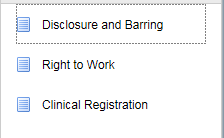 Disclosure and Barring
Right to Work
Clinical Registration